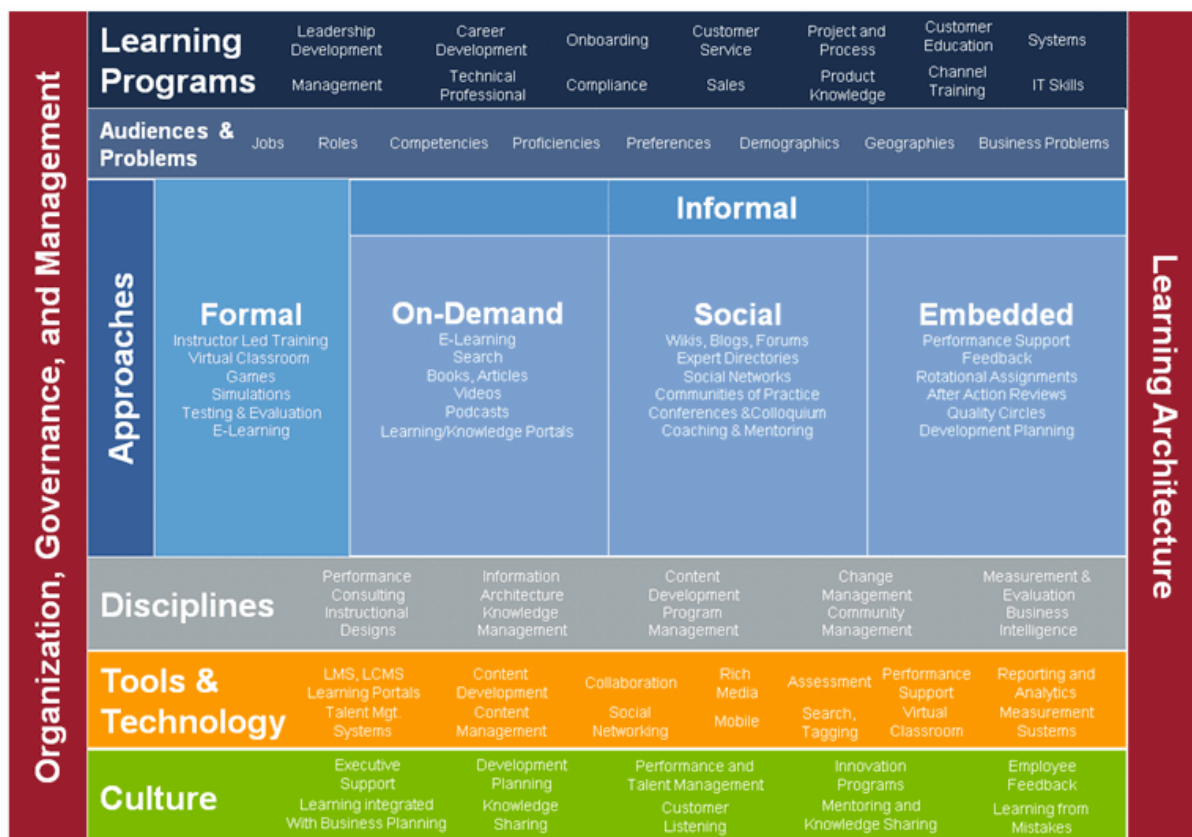 Organization, Governance, and Management
Learning
Programs
Leadership
Development
Career
Development
Onboarding
Customer
Service
Project and
Process
Customer
Education
Systems
Management
Technical
Professional
Compliance
Sales
Product
Knowledge
Channel
Training
IT Skills
Audiences &
Problems
Jobs
Roles
Competencies
Proficiencies
Preferences
Demographics
Geographies
Business Problems
Approaches
Formal
Instructor Led Training
Virtual Classroom
Games
Simulations
Testing & Evaluation
E-Learning
Informal
On-Demand
E-Learning
Search
Books, Articles
Videos
Podcasts
Learning/Knowledge Portals
Social
Wikis, Blogs, Forums
Expert Directories
Social Networks
Communities of Practice
Conferences &Colloquium
Coaching & Mentoring
Embedded
Performance Support
Feedback
Rotational Assignments
After Action Reviews
Quality Circles
Development Planning
Disciplines
Performance
Consulting
Instructional
Designs
Information
Architecture
Knowledge
Management
Content
Development
Program
Management
Change
Management
Community
Management
Measurement &
Evaluation
Business
Intelligence
Tools &
Technology
LMS, LCMS
Learning Portals
Talent Mgt.
Systems
Content
Development
Content
Management
Collaboration
Social
Networking
Rich
Media
Mobile
Assessment
Search,
Tagging
Performance
Support
Virtual
Classroom
Reporting and
Analytics
Measurement
Sustems
Culture
Executive
Support
Learning integrated
With Business Planning
Development
Planning
Knowledge
Sharing
Performance and
Talent Management
Customer
Listening
Innovation
Programs
Mentoring and
Knowledge Sharing
Employee
Feedback
Learning from
Mistakes
Learning Architecture